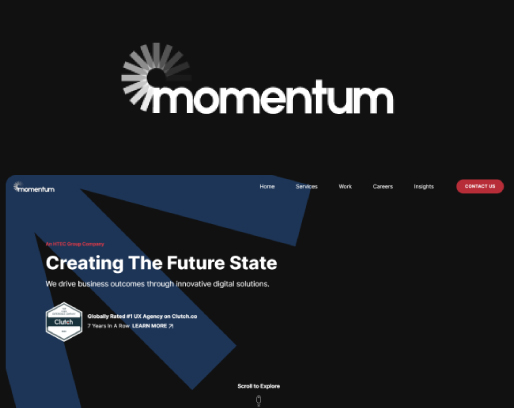 momentum
momentum
Home Services Work Careers Insights CONTACT US
An HTEC Group Company
Creating The Future State
We drive business outcomes through innovative digital solutions.
Clutch
Globally Rated #1 UX Agency on Clutch.co
7 Years In A Row LEARN MORE
Scroll to Explore